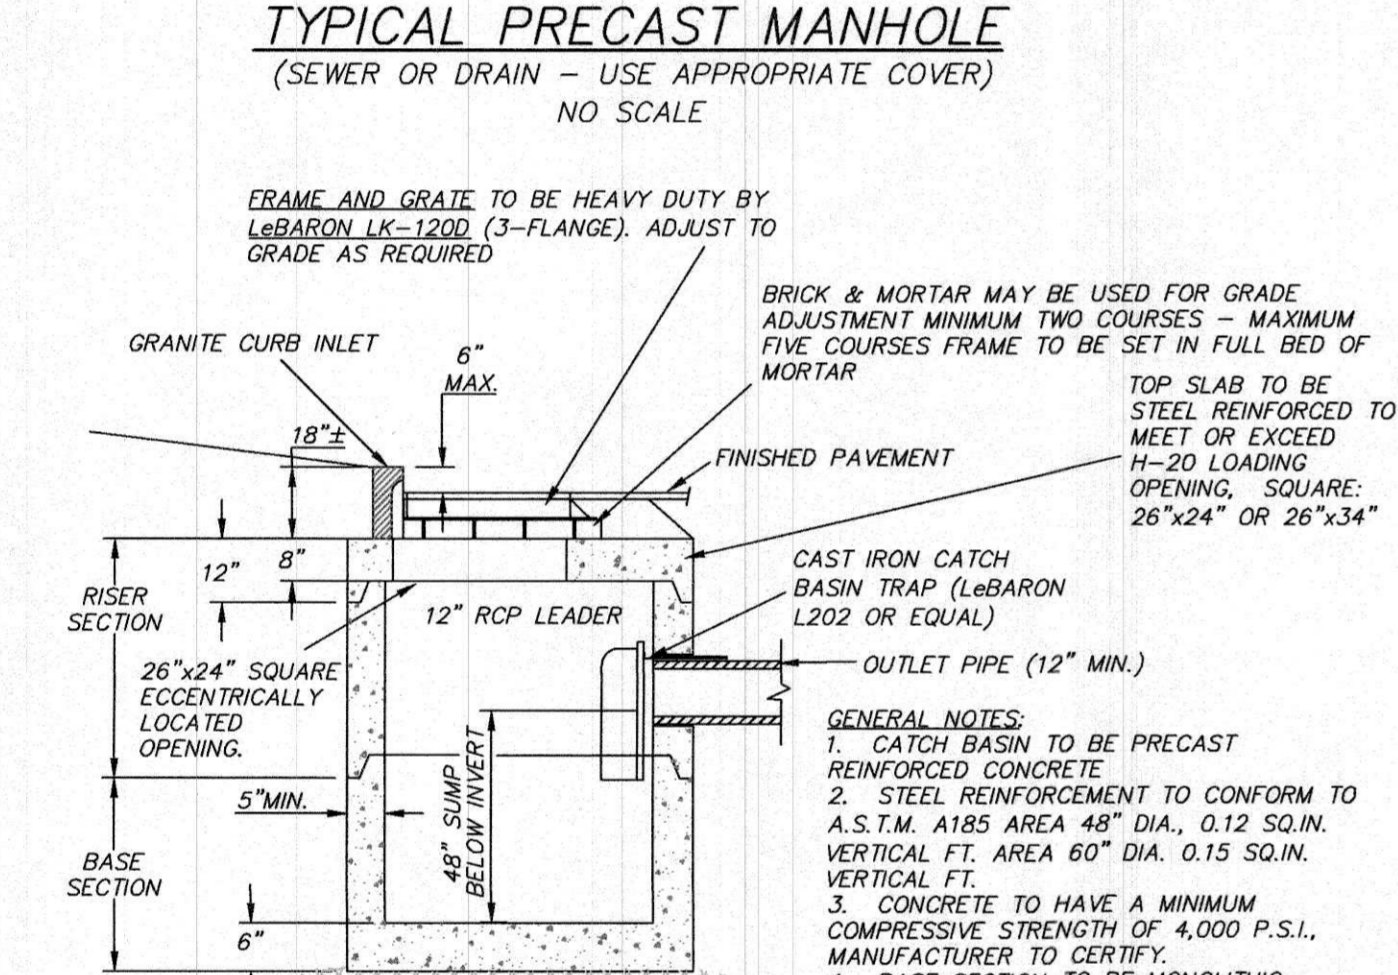 TYPICAL PRECAST MANHOLE
(SEWER OR DRAIN – USE APPROPRIATE COVER)
NO SCALE
FRAME AND GRATE TO BE HEAVY DUTY BY
LeBARON LK-120D (3-FLANGE). ADJUST TO
GRADE AS REQUIRED
BRICK & MORTAR MAY BE USED FOR GRADE
ADJUSTMENT MINIMUM TWO COURSES – MAXIMUM
FIVE COURSES FRAME TO BE SET IN FULL BED OF
MORTAR
GRANITE CURB INLET
6"
MAX.
TOP SLAB TO BE
STEEL REINFORCED TO
MEET OR EXCEED
H-20 LOADING
OPENING, SQUARE:
26"x24" OR 26"x34"
18"±
FINISHED PAVEMENT
12"
8"
RISER
SECTION
12" RCP LEADER
CAST IRON CATCH
BASIN TRAP (LeBARON
L202 OR EQUAL)
26"x24" SQUARE
ECCENTRICALLY
LOCATED
OPENING.
OUTLET PIPE (12" MIN.)
5"MIN.
48" SUMP
BELOW INVERT
BASE
SECTION
6"
GENERAL NOTES:
1. CATCH BASIN TO BE PRECAST
REINFORCED CONCRETE
2. STEEL REINFORCEMENT TO CONFORM TO
A.S.T.M. A185 AREA 48" DIA., 0.12 SQ.IN.
VERTICAL FT. AREA 60" DIA. 0.15 SQ.IN.
VERTICAL FT.
3. CONCRETE TO HAVE A MINIMUM
COMPRESSIVE STRENGTH OF 4,000 P.S.I.,
MANUFACTURER TO CERTIFY.
BASE SECTION TO BE MONOLITHIC